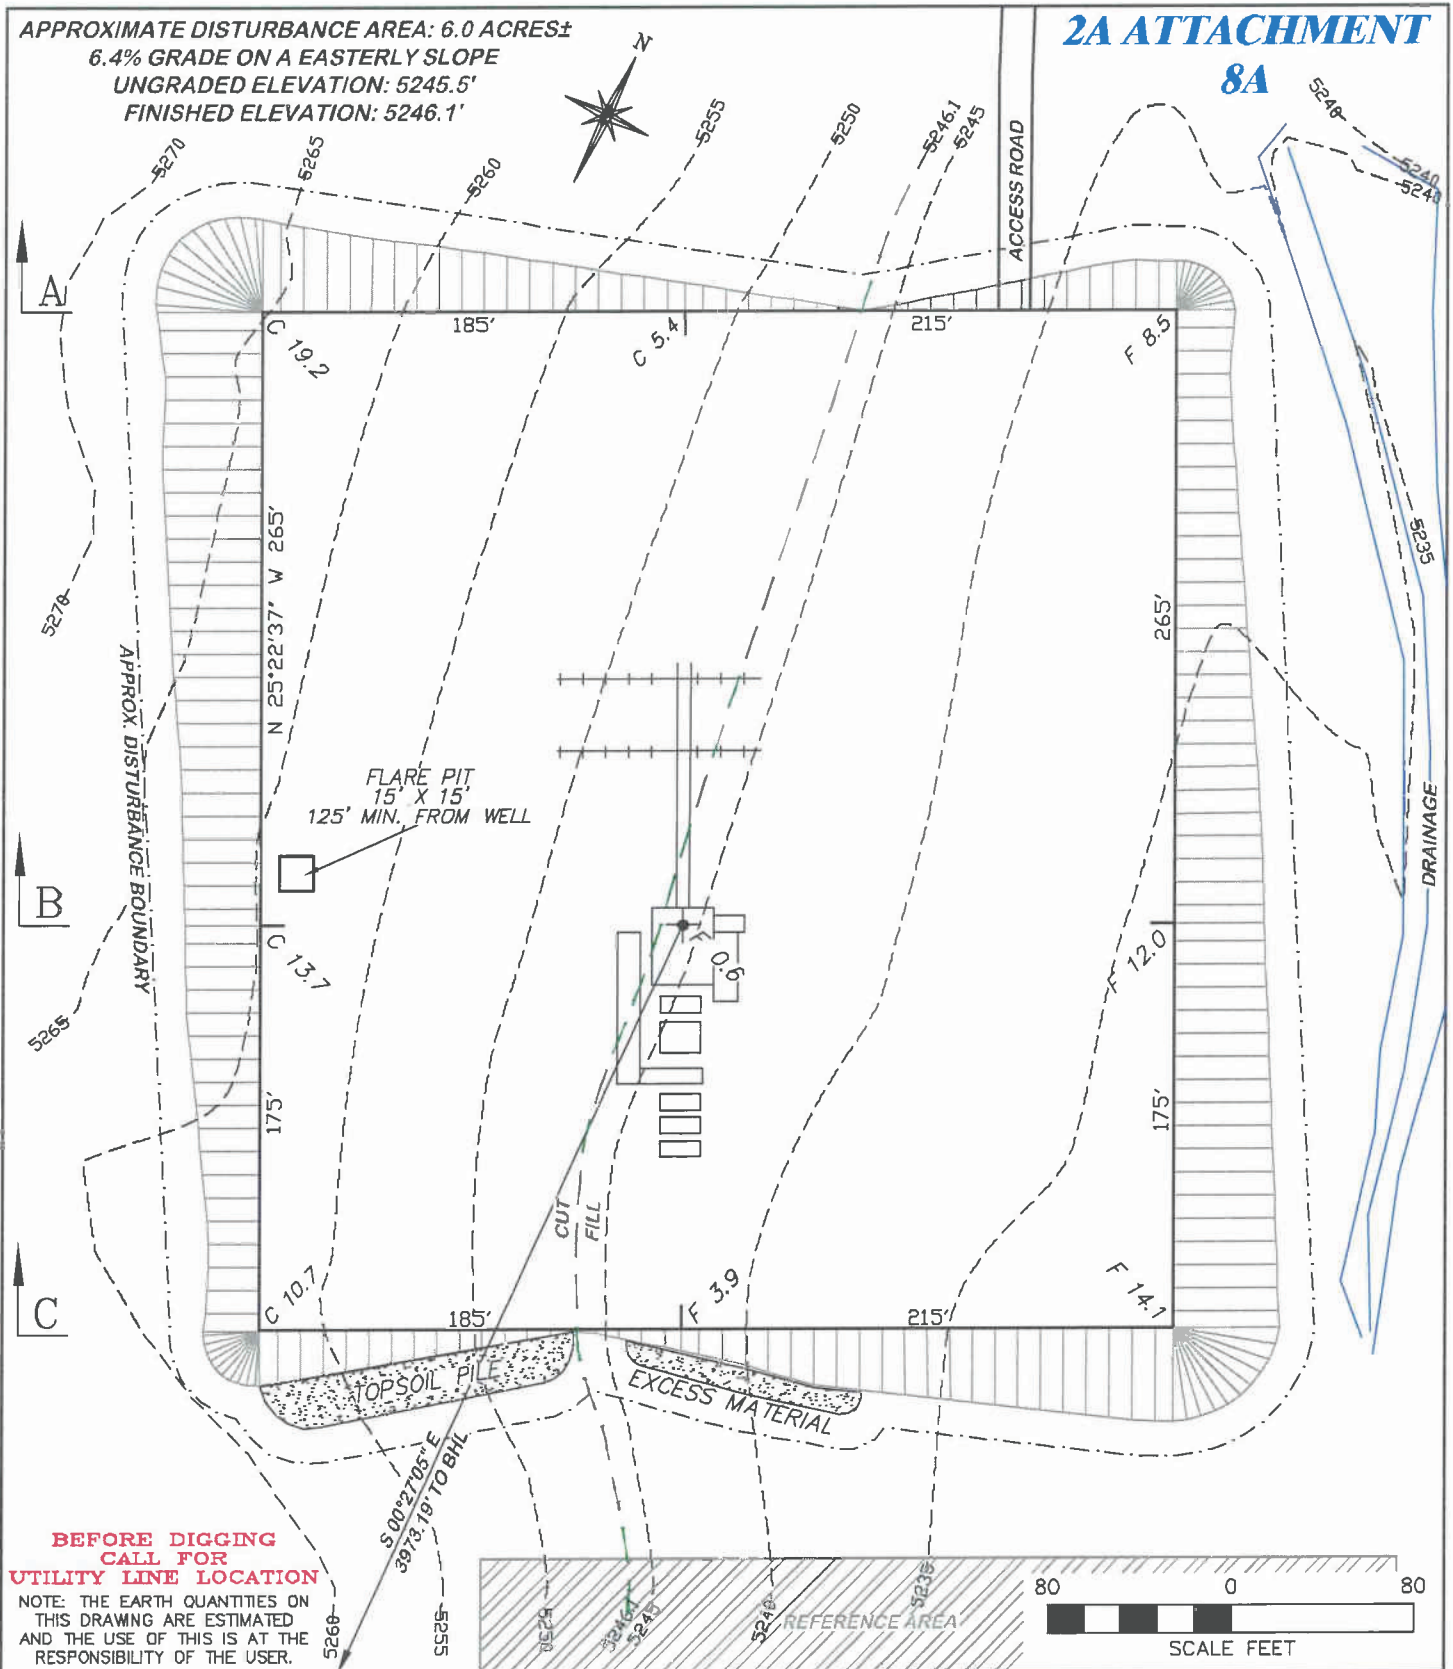 APPROXIMATE DISTURBANCE AREA: 6.0 ACRES±
6.4% GRADE ON A EASTERLY SLOPE
UNGRADED ELEVATION: 5245.5'
FINISHED ELEVATION: 5246.1'
N
2A ATTACHMENT
8A
5270
5265
5260
5255
5250
5246.1
5245
ACCESS ROAD
5240
5240
5240
A
C 19.2
185'
C 5.4
215'
F 8.5
N 25°22'37" W 265'
265'
5235
5270
APPROX. DISTURBANCE BOUNDARY
FLARE PIT
15' X 15'
125' MIN. FROM WELL
DRAINAGE
B
C 13.7
F 0.6
F 12.0
5265
175'
175'
CUT
FILL
C
C 10.7
185'
F 3.9
215'
F 14.1
TOPSOIL PILE
EXCESS MATERIAL
S 00°27'05" E
3973.19' TO BHL
BEFORE DIGGING
CALL FOR
UTILITY LINE LOCATION
NOTE: THE EARTH QUANTITIES ON
THIS DRAWING ARE ESTIMATED
AND THE USE OF THIS IS AT THE
RESPONSIBILITY OF THE USER.
5260
5255
5250
5246.1
5245
5240
REFERENCE AREA
5235
80 0 80
SCALE FEET